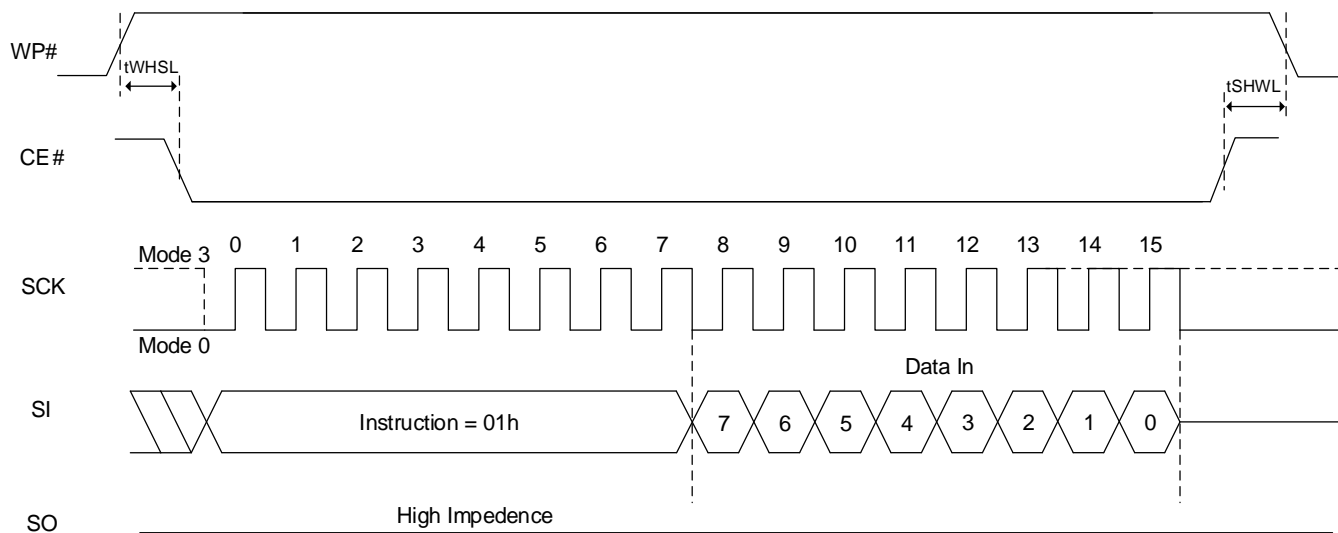 WP#
tWHSL
tSHWL
CE#
Mode 3
0 1 2 3 4 5 6 7 8 9 10 11 12 13 14 15
SCK
Mode 0
Data In
SI
Instruction = 01h
7 6 5 4 3 2 1 0
High Impedence
SO